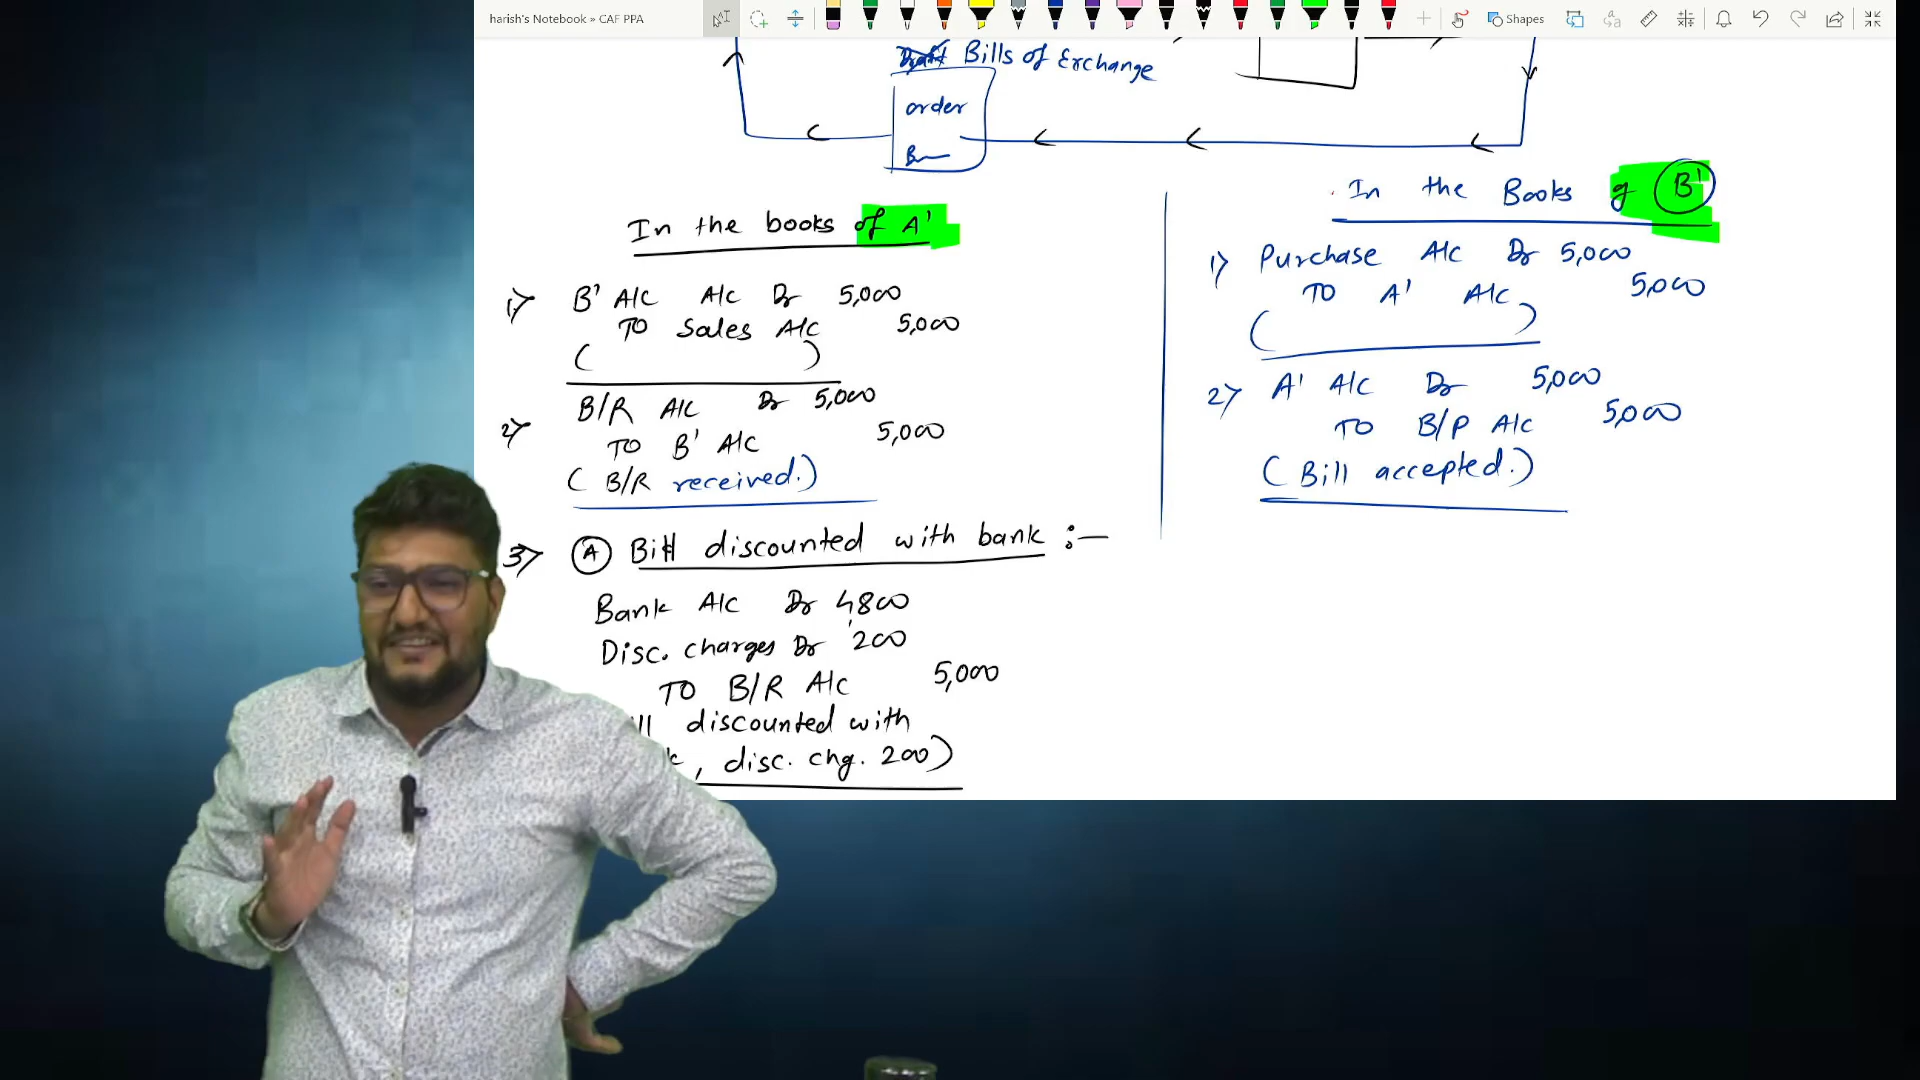 harish's Notebook » CAF PPA
Shapes
Bills of Exchange
order
In the books of A'
1) B' A/C A/C Dr 5,000
TO Sales A/C 5,000
( )
2) B/R A/C Dr 5,000
TO B' A/C 5,000
( B/R received.)
3) A Bill discounted with bank :-
Bank A/C Dr 4,800
Disc. charges Dr 200
TO B/R A/C 5,000
ll discounted with
k, disc. chg. 200)
In the Books of B'
1) Purchase A/C Dr 5,000
TO A' A/C 5,000
( )
2) A' A/C Dr 5,000
TO B/P A/C 5,000
( Bill accepted.)